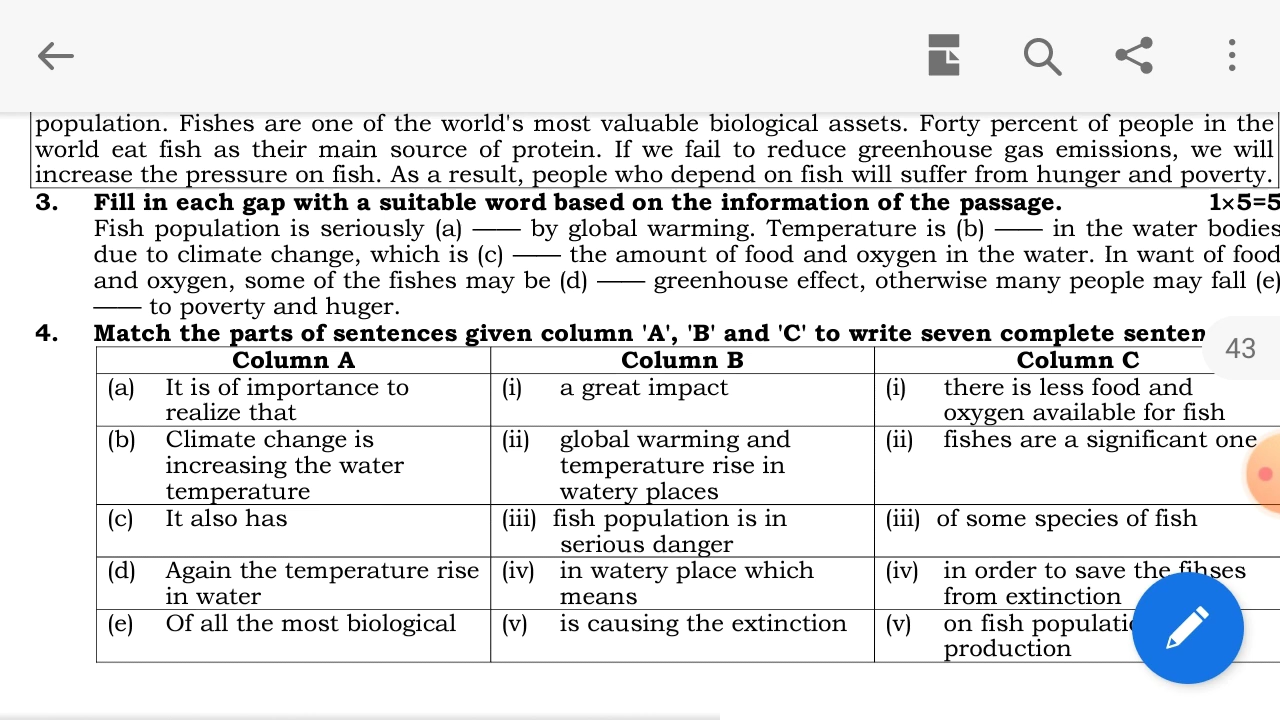 population. Fishes are one of the world's most valuable biological assets. Forty percent of people in the
world eat fish as their main source of protein. If we fail to reduce greenhouse gas emissions, we will
increase the pressure on fish. As a result, people who depend on fish will suffer from hunger and poverty.
3. Fill in each gap with a suitable word based on the information of the passage. 1×5=5
Fish population is seriously (a) —— by global warming. Temperature is (b) —— in the water bodies
due to climate change, which is (c) —— the amount of food and oxygen in the water. In want of food
and oxygen, some of the fishes may be (d) —— greenhouse effect, otherwise many people may fall (e)
—— to poverty and huger.
4. Match the parts of sentences given column 'A', 'B' and 'C' to write seven complete
43
Column A Column B Column C
(a) It is of importance to (i) a great impact (i) there is less food and
realize that oxygen available for fish
(b) Climate change is (ii) global warming and (ii) fishes are a significant one
increasing the water temperature rise in
temperature watery places
(c) It also has (iii) fish population is in (iii) of some species of fish
serious danger
(d) Again the temperature rise (iv) in watery place which (iv) in order to save the fihses
in water means from extinction
(e) Of all the most biological (v) is causing the extinction (v) on fish
production